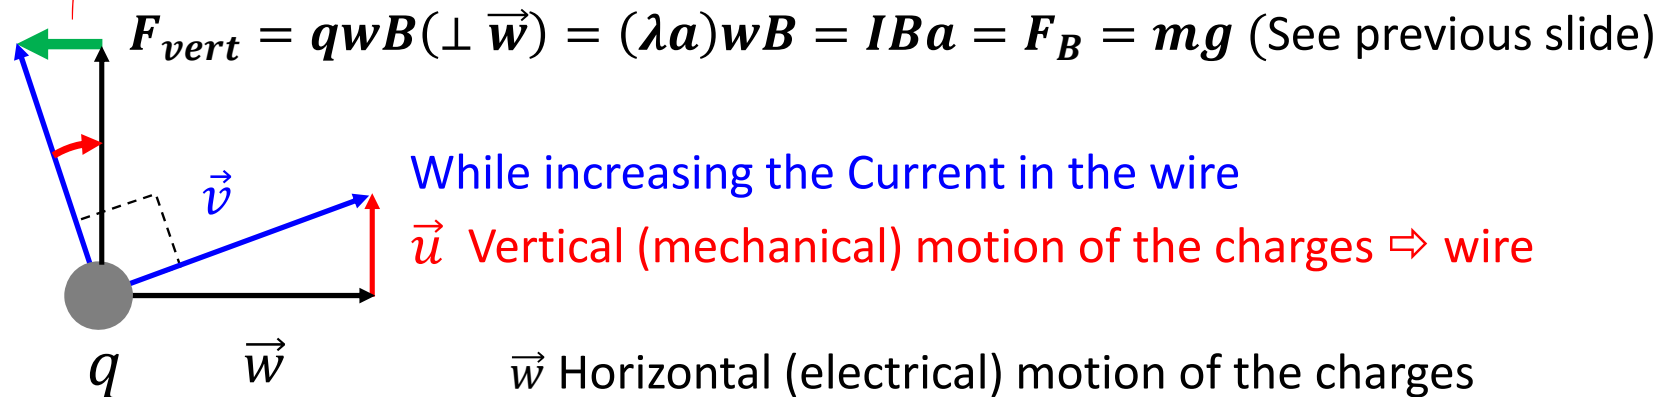 F_vert = qwB(⊥ w⃗) = (λa)wB = IBa = F_B = mg (See previous slide)
While increasing the Current in the wire
v⃗
u⃗ Vertical (mechanical) motion of the charges ⇨ wire
q w⃗
w⃗ Horizontal (electrical) motion of the charges